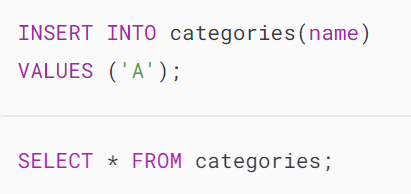 INSERT INTO categories(name)
VALUES ('A');
SELECT * FROM categories;